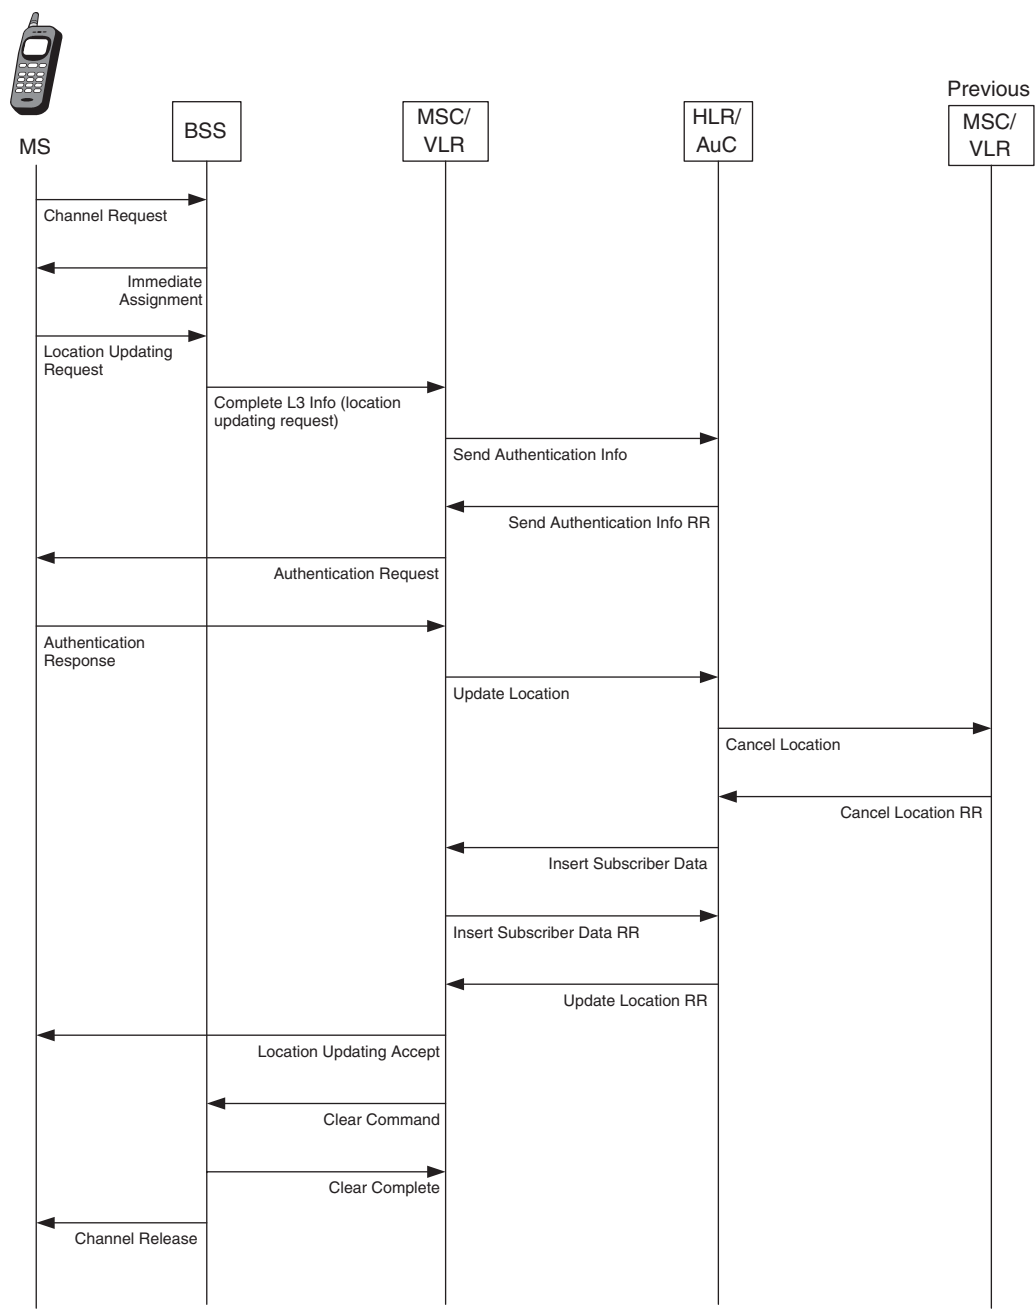 Previous
MS
BSS
MSC/
VLR
HLR/
AuC
MSC/
VLR
Channel Request
Immediate
Assignment
Location Updating
Request
Complete L3 Info (location
updating request)
Send Authentication Info
Send Authentication Info RR
Authentication Request
Authentication
Response
Update Location
Cancel Location
Cancel Location RR
Insert Subscriber Data
Insert Subscriber Data RR
Update Location RR
Location Updating Accept
Clear Command
Clear Complete
Channel Release